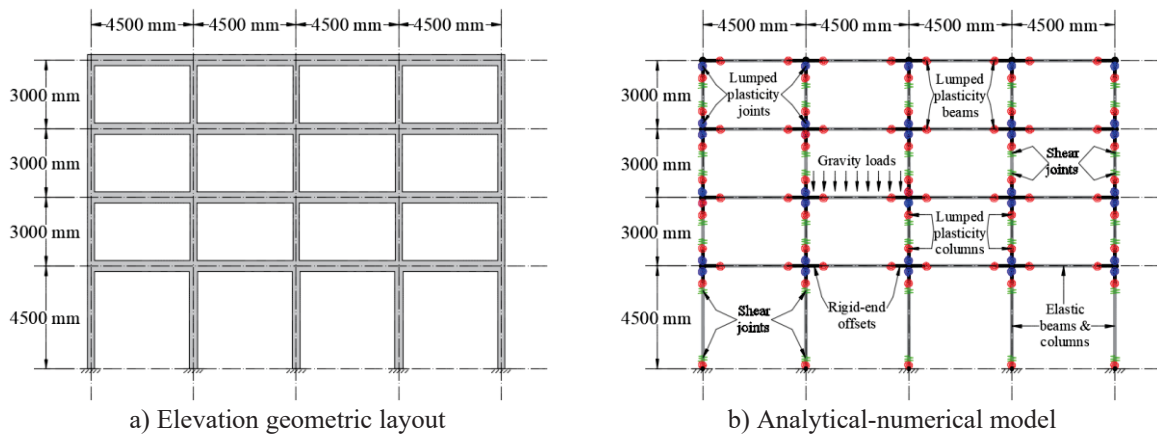 4500 mm 4500 mm 4500 mm 4500 mm
3000 mm
3000 mm
3000 mm
4500 mm
a) Elevation geometric layout
4500 mm 4500 mm 4500 mm 4500 mm
3000 mm
3000 mm
3000 mm
4500 mm
Lumped
plasticity
joints
Lumped
plasticity
beams
Gravity loads
Shear
joints
Lumped
plasticity
columns
Shear
joints
Rigid-end
offsets
Elastic
beams &
columns
b) Analytical-numerical model